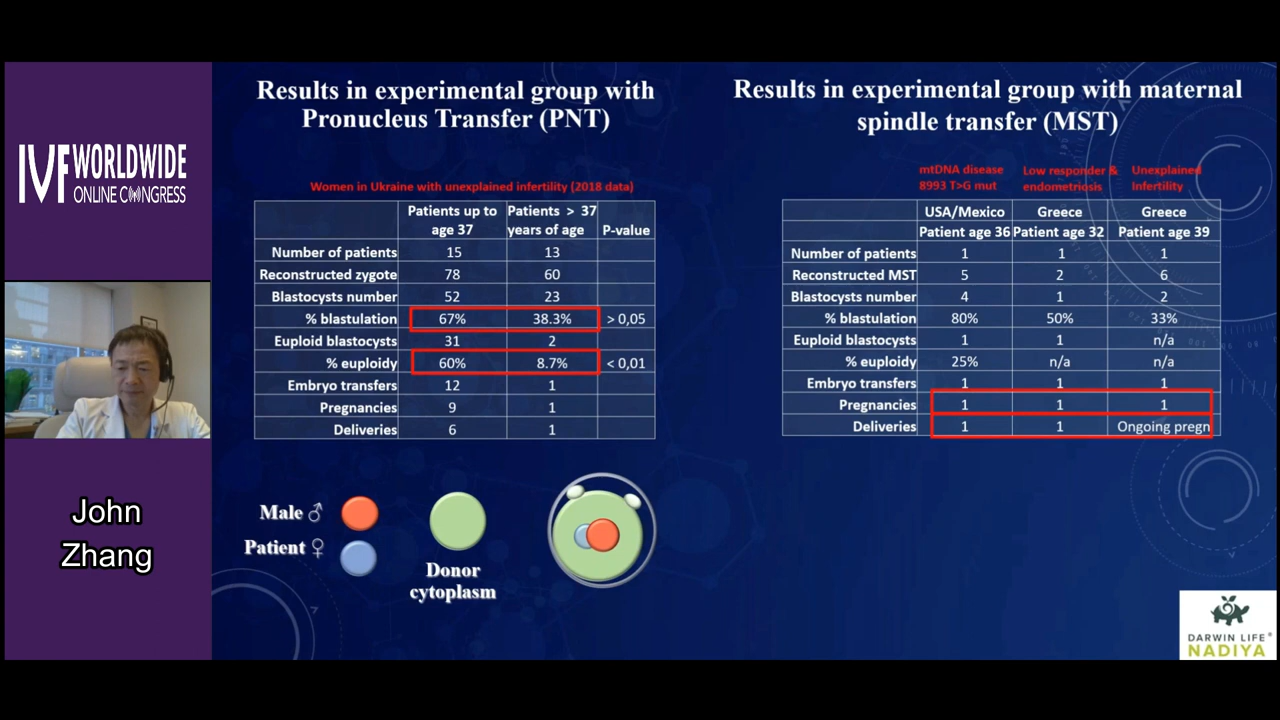 IVF WORLDWIDE
ONLINE CONGRESS
John
Zhang
Results in experimental group with
Pronucleus Transfer (PNT)
Women in Ukraine with unexplained infertility (2018 data)
Patients up to age 37 Patients > 37 years of age P-value
Number of patients 15 13
Reconstructed zygote 78 60
Blastocysts number 52 23
% blastulation 67% 38.3% > 0,05
Euploid blastocysts 31 2
% euploidy 60% 8.7% < 0,01
Embryo transfers 12 1
Pregnancies 9 1
Deliveries 6 1
Male ♂
Patient ♀
Donor
cytoplasm
Results in experimental group with maternal
spindle transfer (MST)
mtDNA disease 8993 T>G mut Low responder & endometriosis Unexplained Infertility
USA/Mexico Greece Greece
Patient age 36 Patient age 32 Patient age 39
Number of patients 1 1 1
Reconstructed MST 5 2 6
Blastocysts number 4 1 2
% blastulation 80% 50% 33%
Euploid blastocysts 1 1 n/a
% euploidy 25% n/a n/a
Embryo transfers 1 1 1
Pregnancies 1 1 1
Deliveries 1 1 Ongoing pregn
DARWIN LIFE®
NADIYA